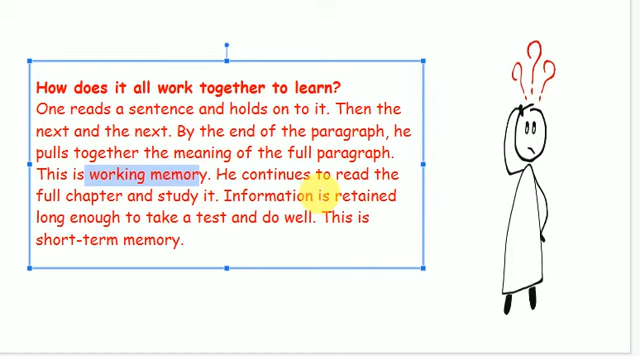 How does it all work together to learn?
One reads a sentence and holds on to it. Then the
next and the next. By the end of the paragraph, he
pulls together the meaning of the full paragraph.
This is working memory. He continues to read the
full chapter and study it. Information is retained
long enough to take a test and do well. This is
short-term memory.